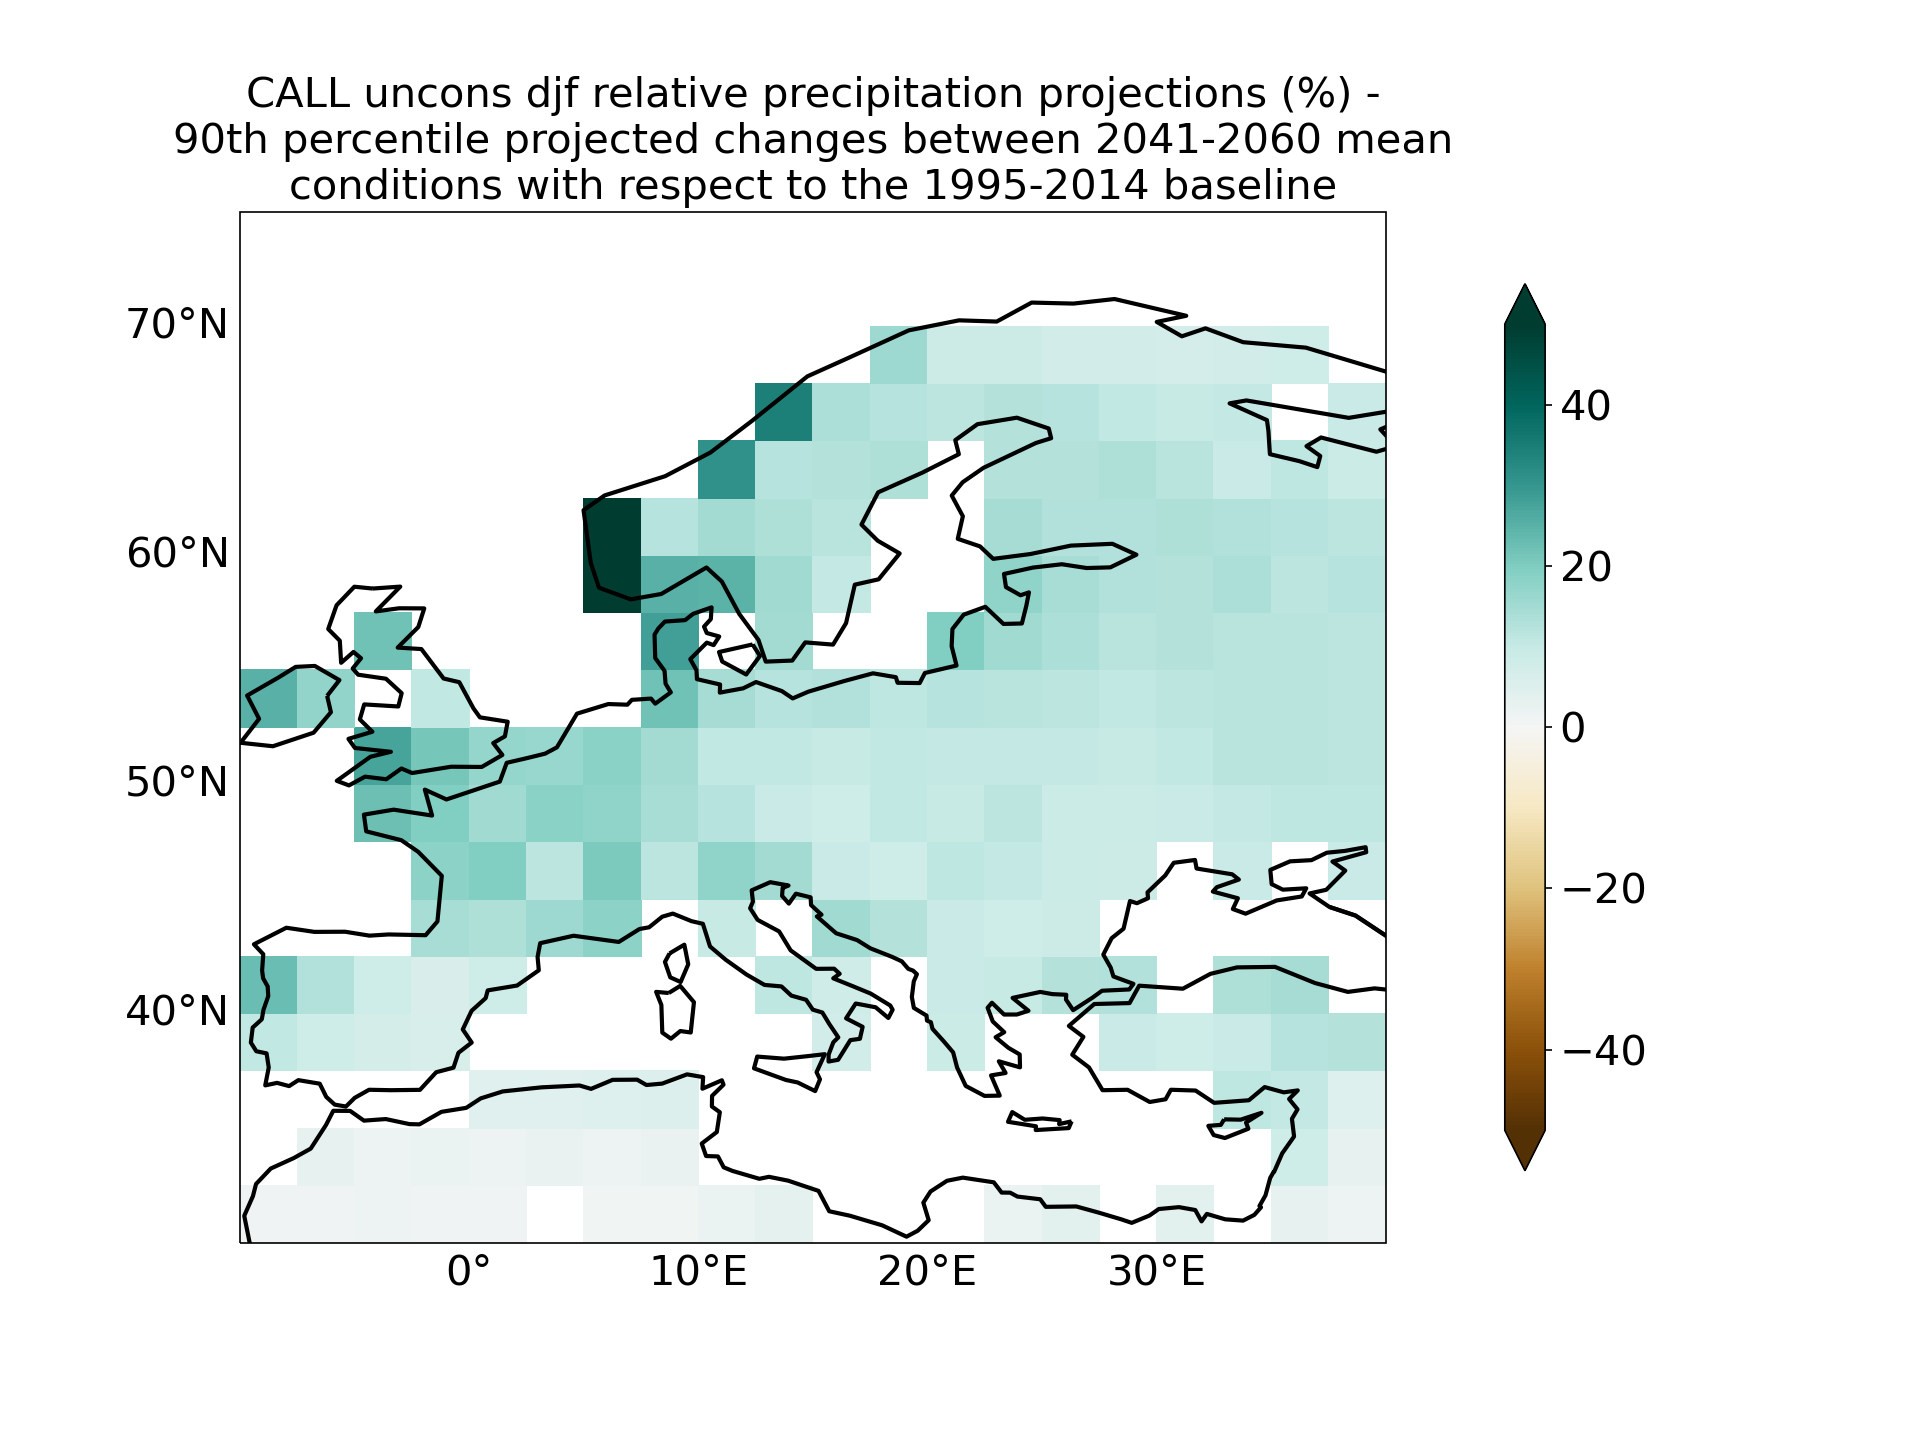 CALL uncons djf relative precipitation projections (%) -
90th percentile projected changes between 2041-2060 mean
conditions with respect to the 1995-2014 baseline
70°N
60°N
50°N
40°N
0°
10°E
20°E
30°E
40
20
0
−20
−40